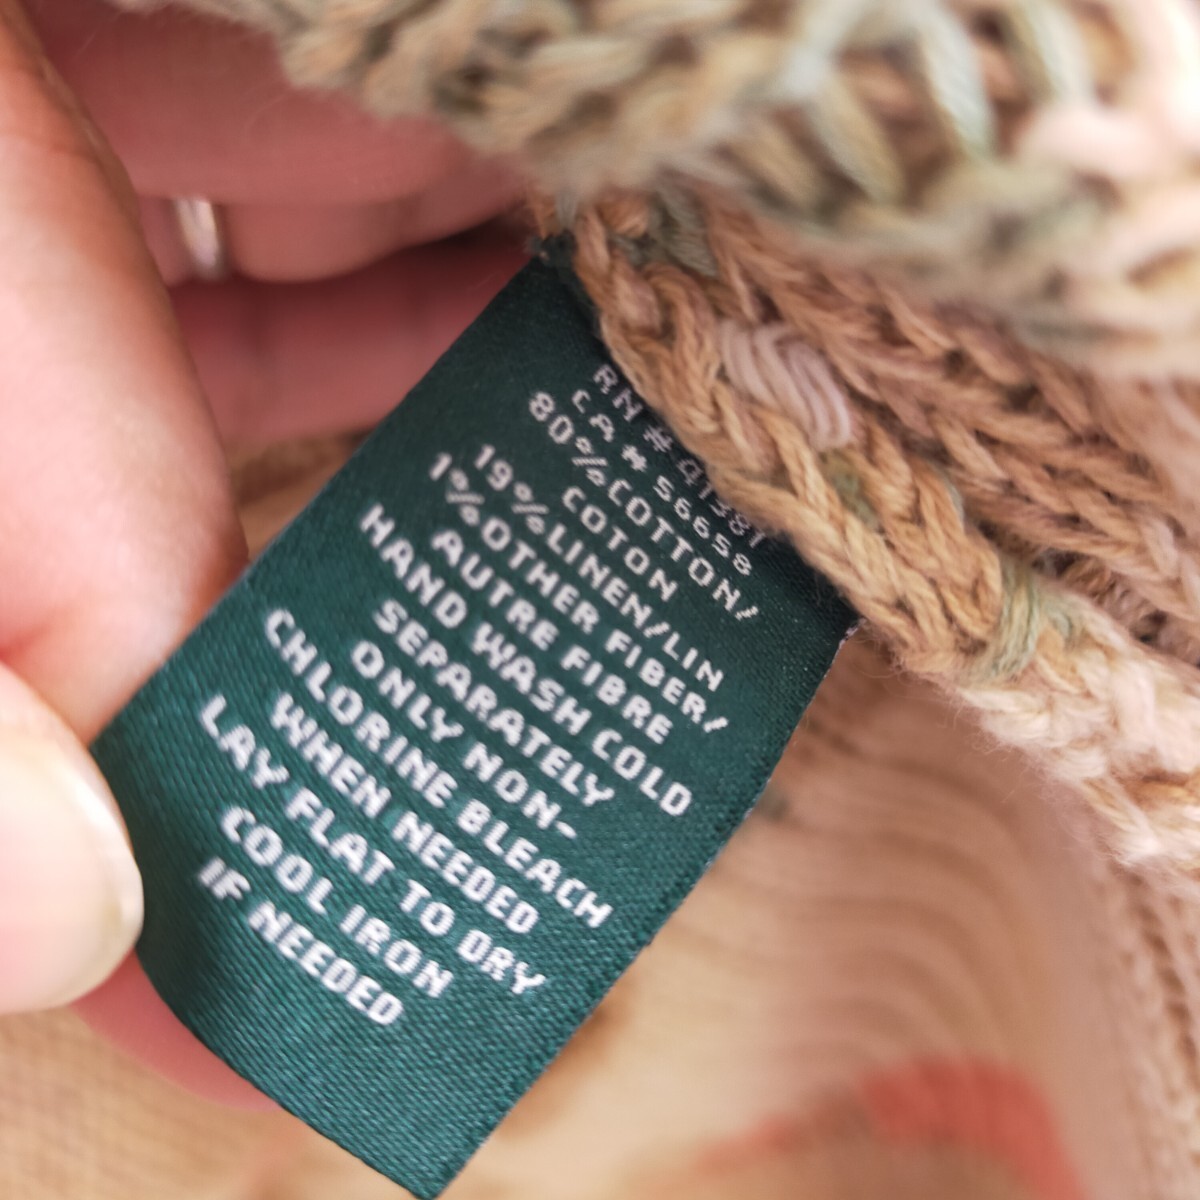 RN # 41381
CA # 56658
80%COTTON/
COTON
19%LINEN/LIN
1%OTHER FIBER/
AUTRE FIBRE
HAND WASH COLD
SEPARATELY
ONLY NON-
CHLORINE BLEACH
WHEN NEEDED
LAY FLAT TO DRY
COOL IRON
IF NEEDED